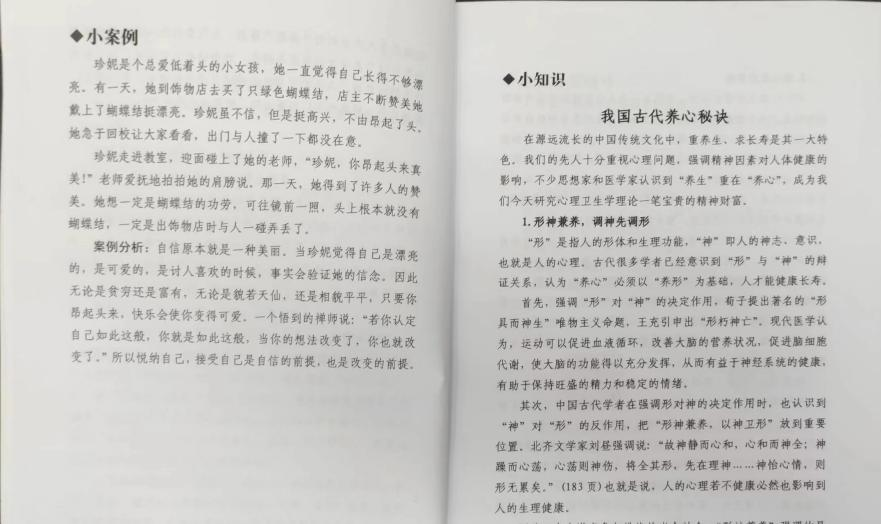 ◆小案例
珍妮是个总爱低着头的小女孩，她一直觉得自己长得不够漂
亮。有一天，她到饰物店去买了只绿色蝴蝶结，店主不断赞美她
戴上了蝴蝶结挺漂亮。珍妮虽不信，但是挺高兴，不由昂起了头。
她急于回校让大家看看，出门与人撞了一下都没在意。
珍妮走进教室，迎面碰上了她的老师，“珍妮，你昂起头来真
美!”老师爱抚地拍拍她的肩膀说。那一天，她得到了许多人的赞
美。她想一定是蝴蝶结的功劳，可往镜前一照，头上根本就没有
蝴蝶结，一定是出饰物店时与人一碰弄丢了。
案例分析：自信原本就是一种美丽。当珍妮觉得自己是漂亮
的，是可爱的，是讨人喜欢的时候，事实会验证她的信念。因此
无论是贫穷还是富有，无论是貌若天仙，还是相貌平平，只要你
昂起头来，快乐会使你变得可爱。一个悟到的禅师说：“若你认定
自己如此这般，你就是如此这般，当你的想法改变了，你也就改
变了。”所以悦纳自己，接受自己是自信的前提，也是改变的前提。
◆小知识
我国古代养心秘诀
在源远流长的中国传统文化中，重养生、求长寿是其一大特
色。我们的先人十分重视心理问题，强调精神因素对人体健康的
影响，不少思想家和医学家认识到“养生”重在“养心”，成为我
们今天研究心理卫生学理论一笔宝贵的精神财富。
1.形神兼养，调神先调形
“形”是指人的形体和生理功能，“神”即人的神志、意识，
也就是人的心理。古代很多学者已经意识到“形”与“神”的辩
证关系，认为“养心”必须以“养形”为基础，人才能健康长寿。
首先，强调“形”对“神”的决定作用，荀子提出著名的“形
具而神生”唯物主义命题，王充引申出“形朽神亡”。现代医学认
为，运动可以促进血液循环，改善大脑的营养状况，促进脑细胞
代谢，使大脑的功能得以充分发挥，从而有益于神经系统的健康，
有助于保持旺盛的精力和稳定的情绪。
其次，中国古代学者在强调形对神的决定作用时，也认识到
“神”对“形”的反作用，把“形神兼养，以神卫形”放到重要
位置。北齐文学家刘昼强调说：“故神静而心和，心和而神全；神
躁而心荡，心荡则神伤，将全其形，先在理神……神怡心情，则
形无累矣。”(183页)也就是说，人的心理若不健康必然也影响到
人的生理健康。